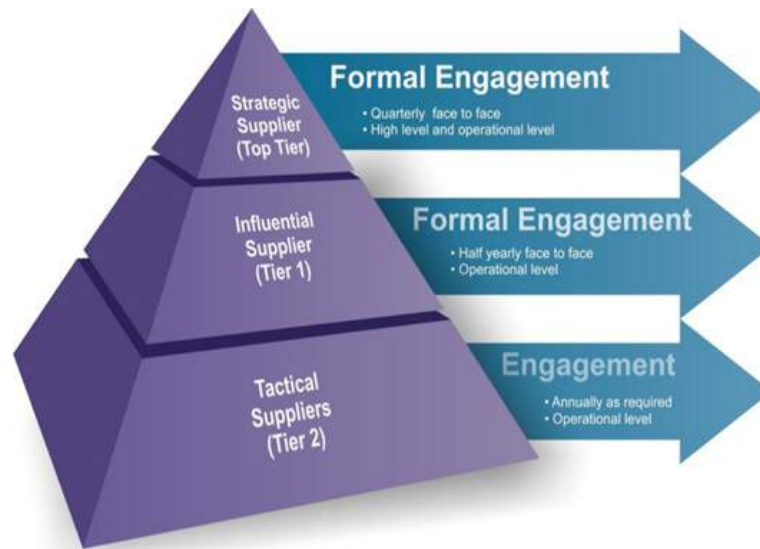 Strategic
Supplier
(Top Tier)
Formal Engagement
• Quarterly face to face
• High level and operational level
Influential
Supplier
(Tier 1)
Formal Engagement
• Half yearly face to face
• Operational level
Tactical
Suppliers
(Tier 2)
Engagement
• Annually as required
• Operational level